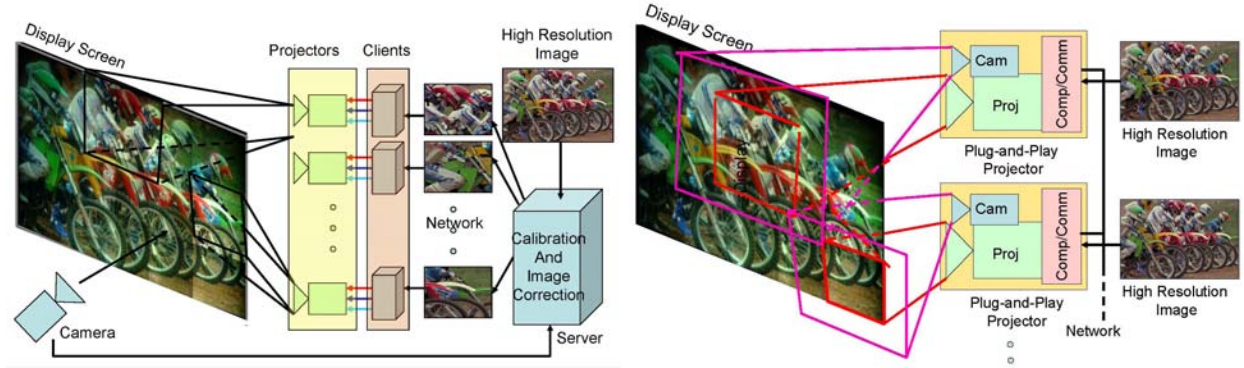 Display Screen
Projectors
Clients
High Resolution
Image
Network
Calibration
And
Image
Correction
Camera
Server
Display Screen
Display
Cam
Proj
Comp/Comm
High Resolution
Image
Plug-and-Play
Projector
Cam
Proj
Comp/Comm
High Resolution
Image
Plug-and-Play
Projector
Network